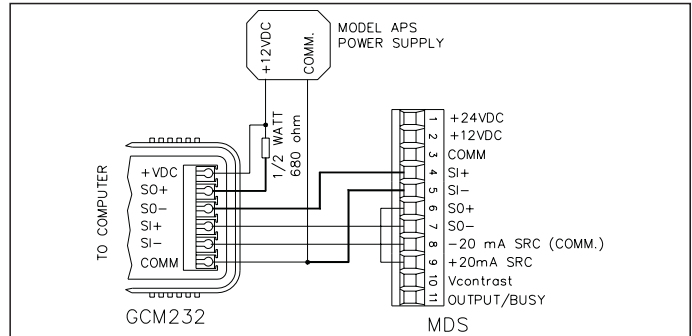 MODEL APS
POWER SUPPLY
+12VDC
COMM.
1/2 WATT
680 ohm
TO COMPUTER
+VDC
SO+
SO-
SI+
SI-
COMM
GCM232
1 +24VDC
2 +12VDC
3 COMM
4 SI+
5 SI-
6 SO+
7 SO-
8 -20 mA SRC (COMM.)
9 +20mA SRC
10 Vcontrast
11 OUTPUT/BUSY
MDS